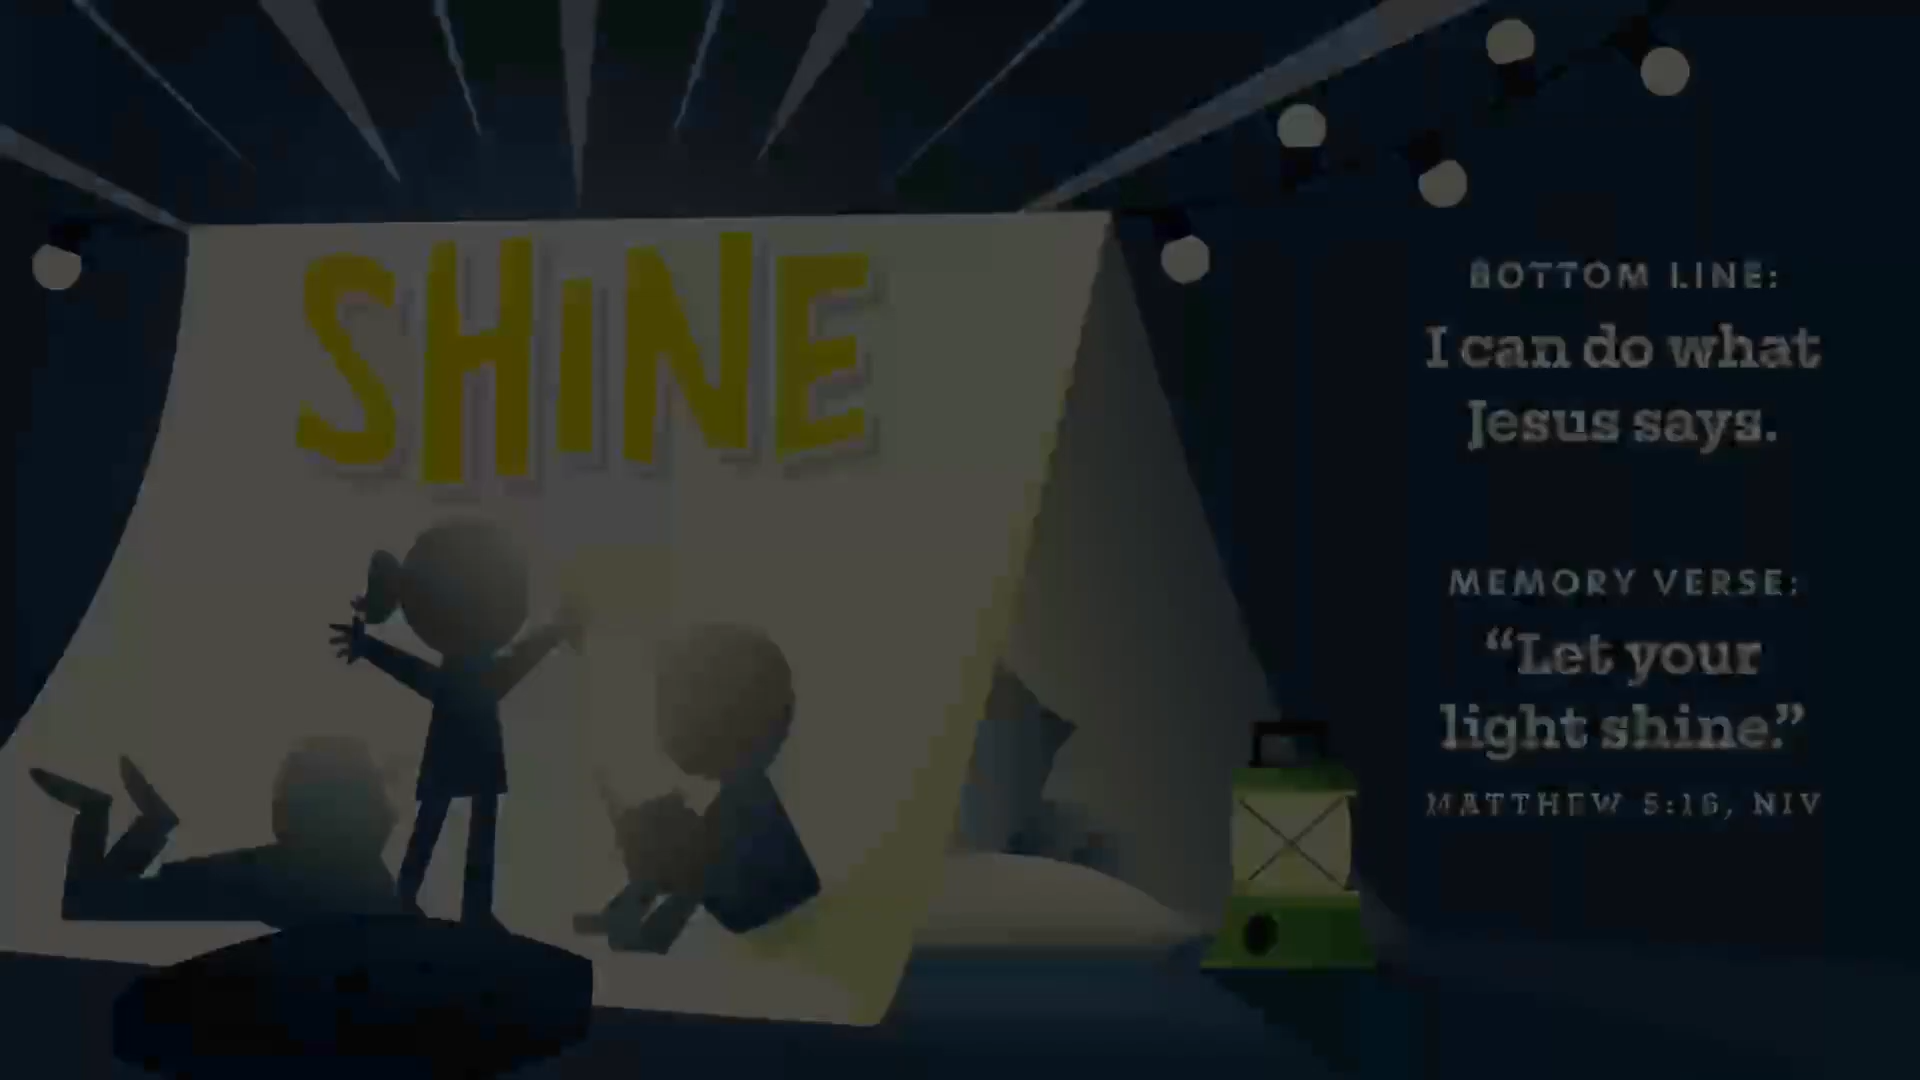 SHiNE
BOTTOM LINE:
I can do what
Jesus says.
MEMORY VERSE:
“Let your
light shine.”
MATTHEW 5:16, NIV